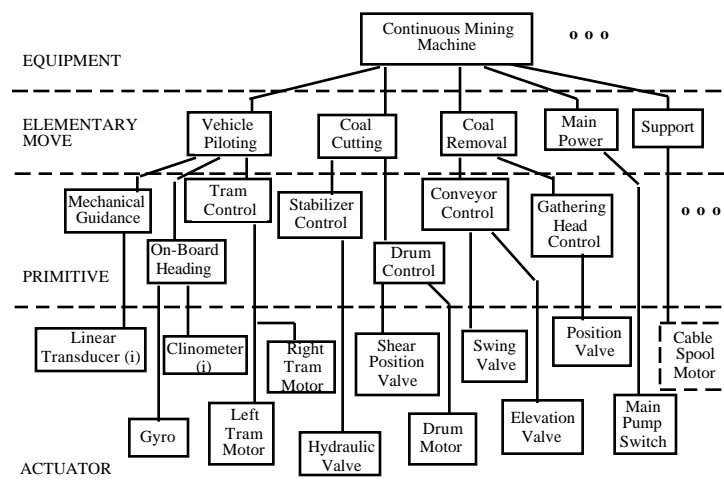 Continuous Mining
Machine
o o o
EQUIPMENT
ELEMENTARY
MOVE
Vehicle
Piloting
Coal
Cutting
Coal
Removal
Main
Power
Support
Mechanical
Guidance
Tram
Control
Stabilizer
Control
Conveyor
Control
Gathering
Head
Control
o o o
On-Board
Heading
Drum
Control
PRIMITIVE
Linear
Transducer (i)
Clinometer
(i)
Right
Tram
Motor
Shear
Position
Valve
Swing
Valve
Position
Valve
Cable
Spool
Motor
Gyro
Left
Tram
Motor
Hydraulic
Valve
Drum
Motor
Elevation
Valve
Main
Pump
Switch
ACTUATOR